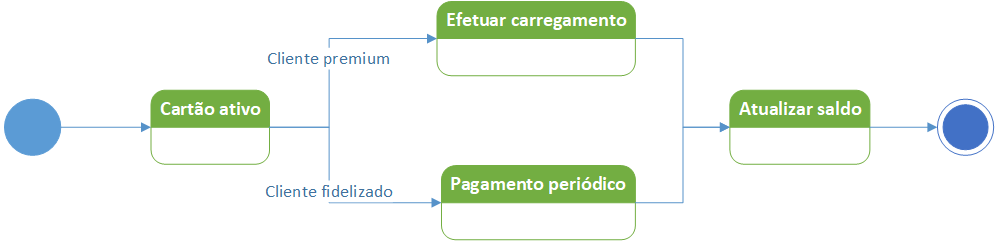 Efetuar carregamento
Cliente premium
Cartão ativo
Atualizar saldo
Cliente fidelizado
Pagamento periódico